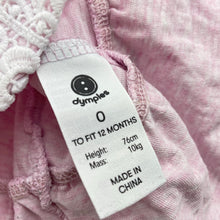 dymples
0
TO FIT 12 MONTHS
Height: 76cm
Mass: 10kg
MADE IN
CHINA